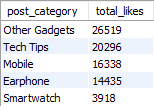 post_category total_likes
Other Gadgets 26519
Tech Tips 20296
Mobile 16338
Earphone 14435
Smartwatch 3918